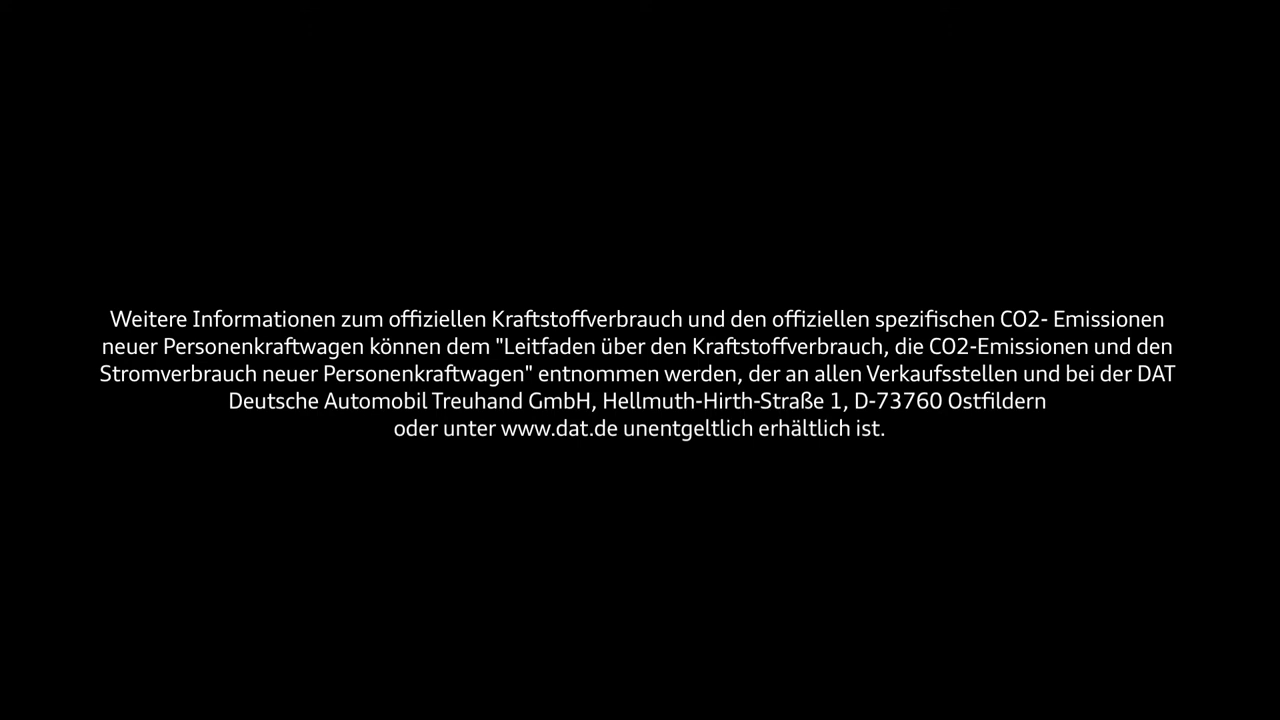 Weitere Informationen zum offiziellen Kraftstoffverbrauch und den offiziellen spezifischen CO2- Emissionen
neuer Personenkraftwagen können dem "Leitfaden über den Kraftstoffverbrauch, die CO2-Emissionen und den
Stromverbrauch neuer Personenkraftwagen" entnommen werden, der an allen Verkaufsstellen und bei der DAT
Deutsche Automobil Treuhand GmbH, Hellmuth-Hirth-Straße 1, D-73760 Ostfildern
oder unter www.dat.de unentgeltlich erhältlich ist.